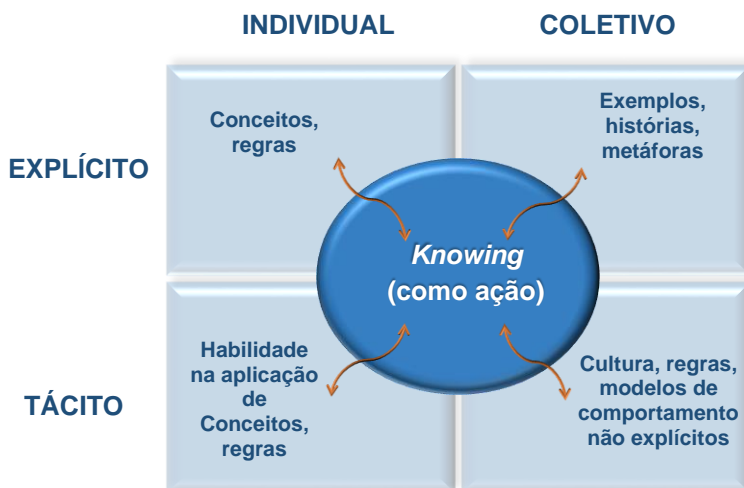 INDIVIDUAL
COLETIVO
EXPLÍCITO
Conceitos,
regras
Exemplos,
histórias,
metáforas
Knowing
(como ação)
TÁCITO
Habilidade
na aplicação
de
Conceitos,
regras
Cultura, regras,
modelos de
comportamento
não explícitos